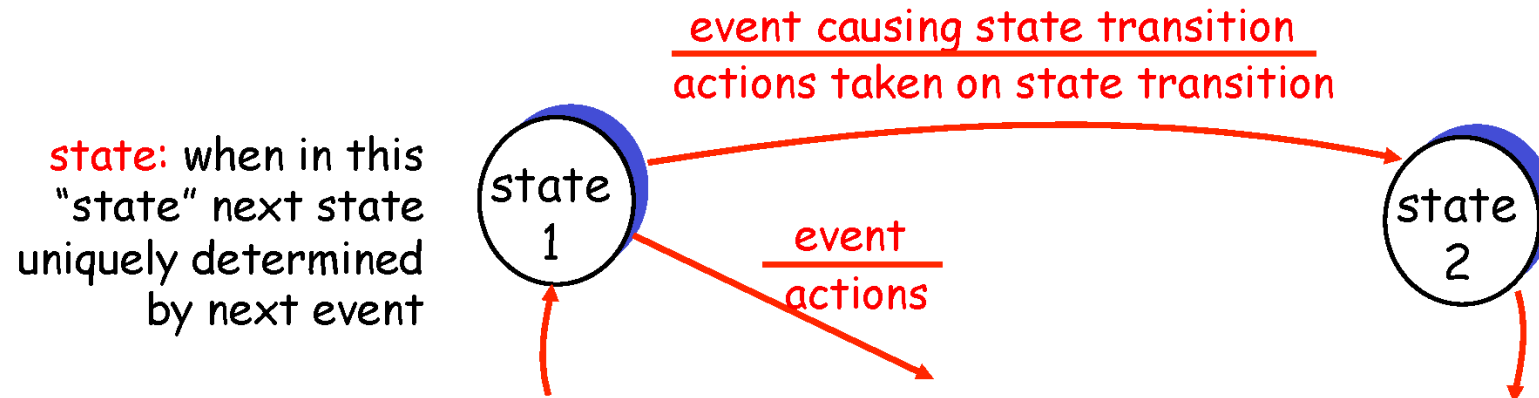 event causing state transition
actions taken on state transition
state: when in this
“state” next state
uniquely determined
by next event
state
1
event
actions
state
2